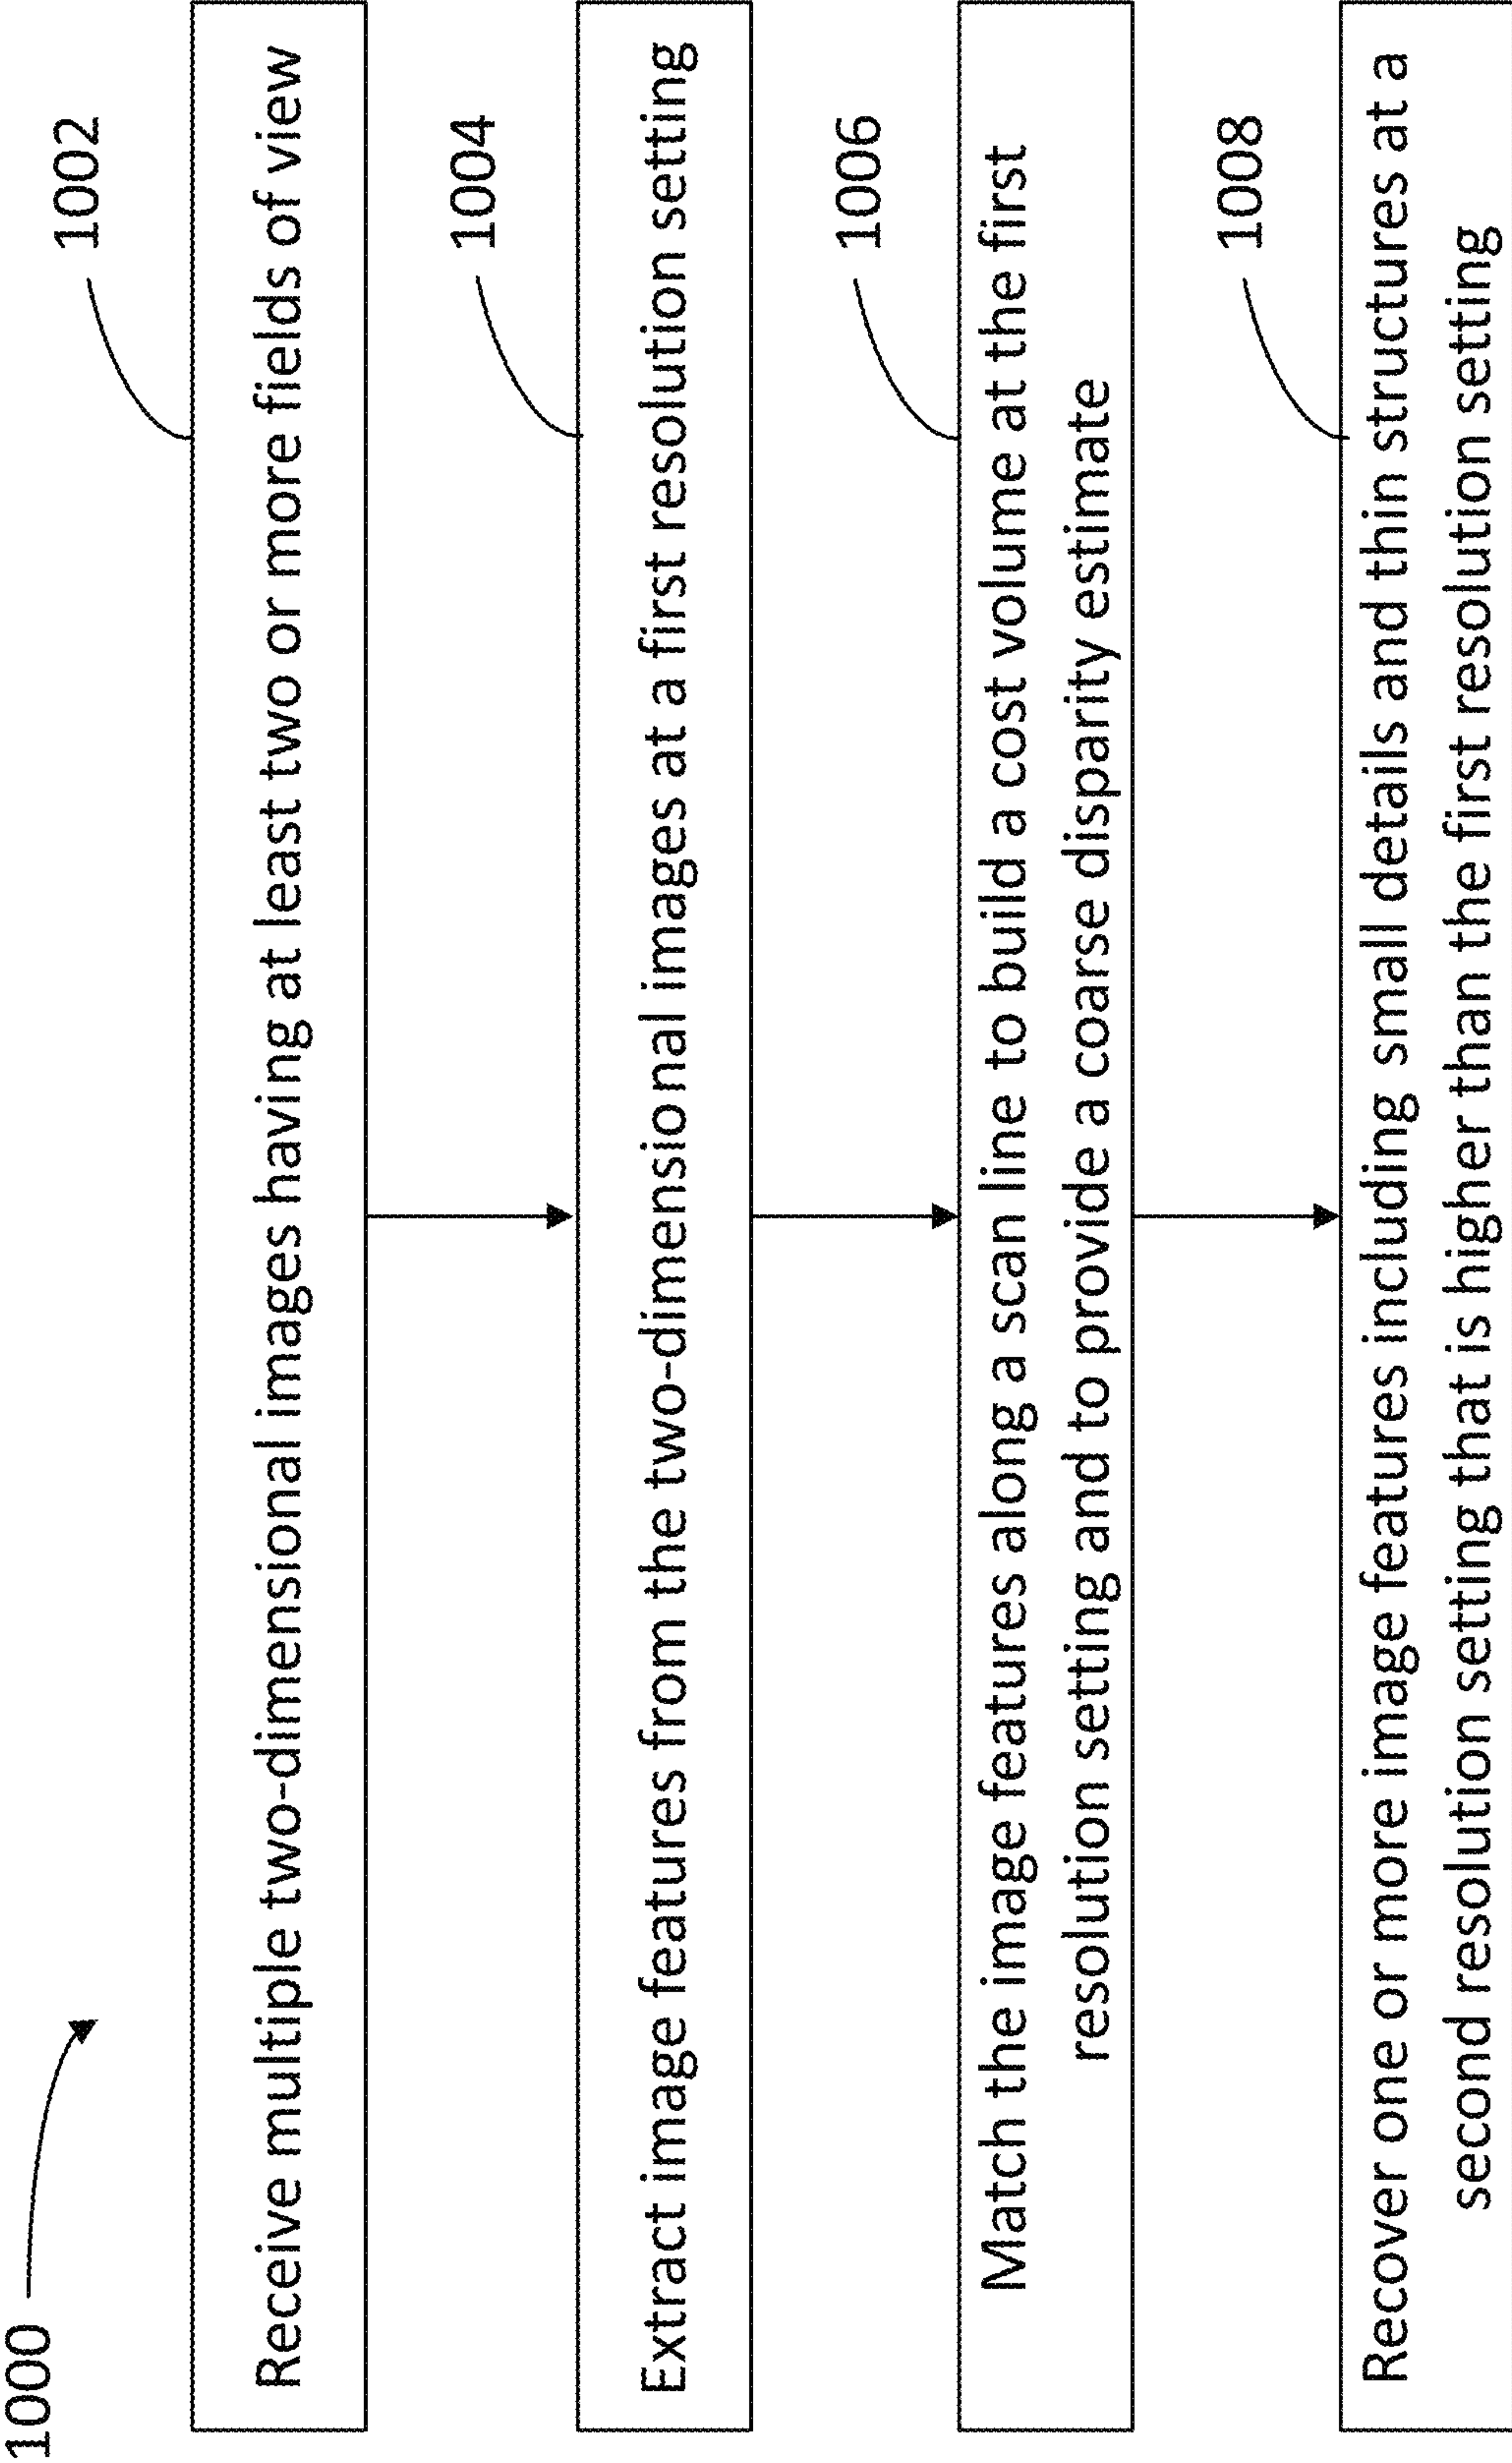 1000
1002
Receive multiple two-dimensional images having at least two or more fields of view
1004
Extract image features from the two-dimensional images at a first resolution setting
1006
Match the image features along a scan line to build a cost volume at the first
resolution setting and to provide a coarse disparity estimate
1008
Recover one or more image features including small details and thin structures at a
second resolution setting that is higher than the first resolution setting